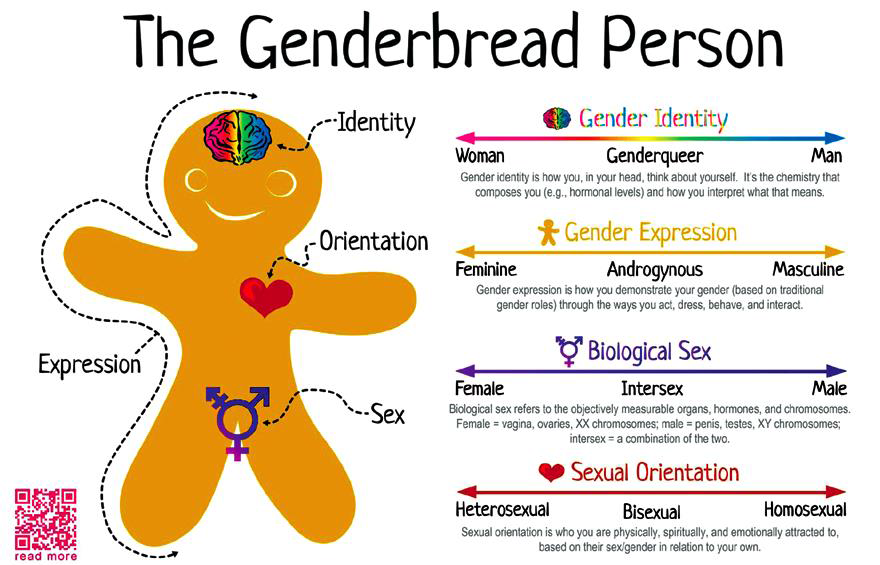 The Genderbread Person
Identity
Orientation
Expression
Sex
read more
Gender Identity
Woman Genderqueer Man
Gender identity is how you, in your head, think about yourself. It's the chemistry that
composes you (e.g., hormonal levels) and how you interpret what that means.
Gender Expression
Feminine Androgynous Masculine
Gender expression is how you demonstrate your gender (based on traditional
gender roles) through the ways you act, dress, behave, and interact.
Biological Sex
Female Intersex Male
Biological sex refers to the objectively measurable organs, hormones, and chromosomes.
Female = vagina, ovaries, XX chromosomes; male = penis, testes, XY chromosomes;
intersex = a combination of the two.
Sexual Orientation
Heterosexual Bisexual Homosexual
Sexual orientation is who you are physically, spiritually, and emotionally attracted to,
based on their sex/gender in relation to your own.